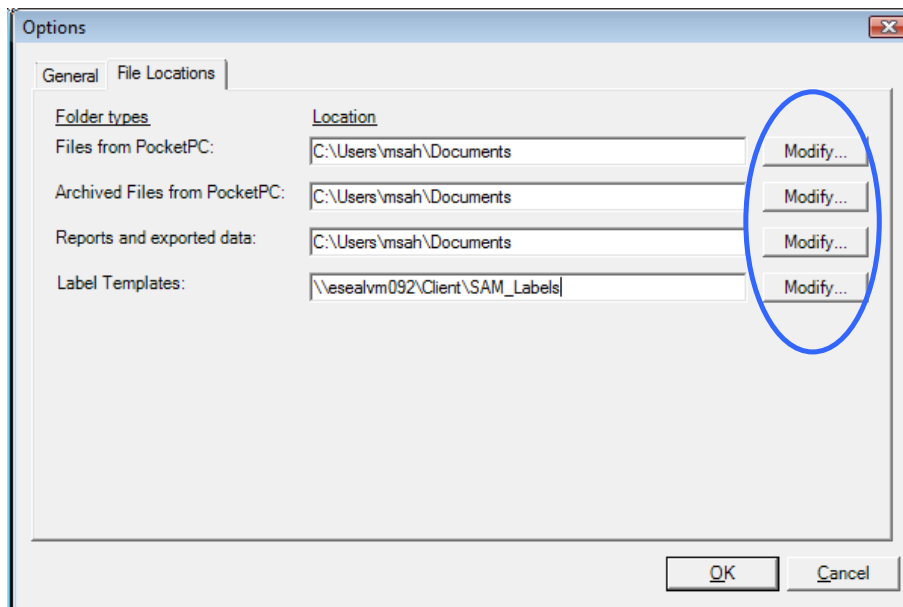 Options
General File Locations
Folder types Location
Files from PocketPC: C:\Users\msah\Documents Modify...
Archived Files from PocketPC: C:\Users\msah\Documents Modify...
Reports and exported data: C:\Users\msah\Documents Modify...
Label Templates: \\esealvm092\Client\SAM_Labels Modify...
OK Cancel